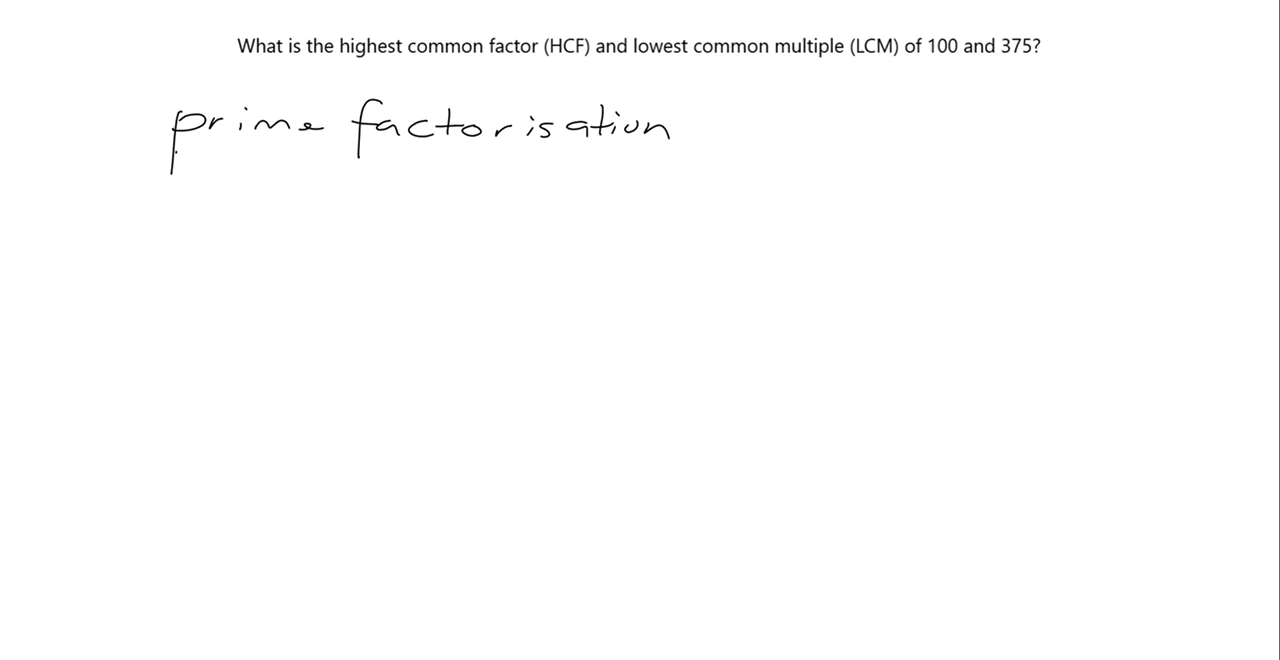 What is the highest common factor (HCF) and lowest common multiple (LCM) of 100 and 375?
prime factorisation